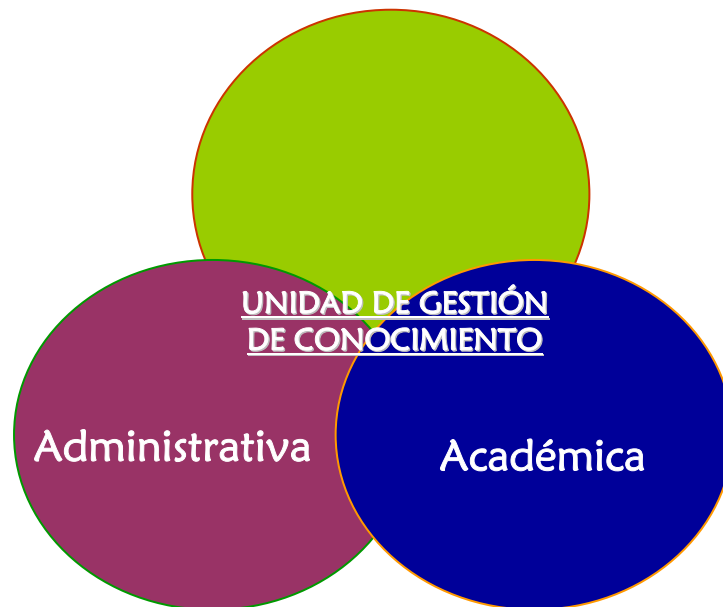 UNIDAD DE GESTIÓN
DE CONOCIMIENTO
Administrativa
Académica